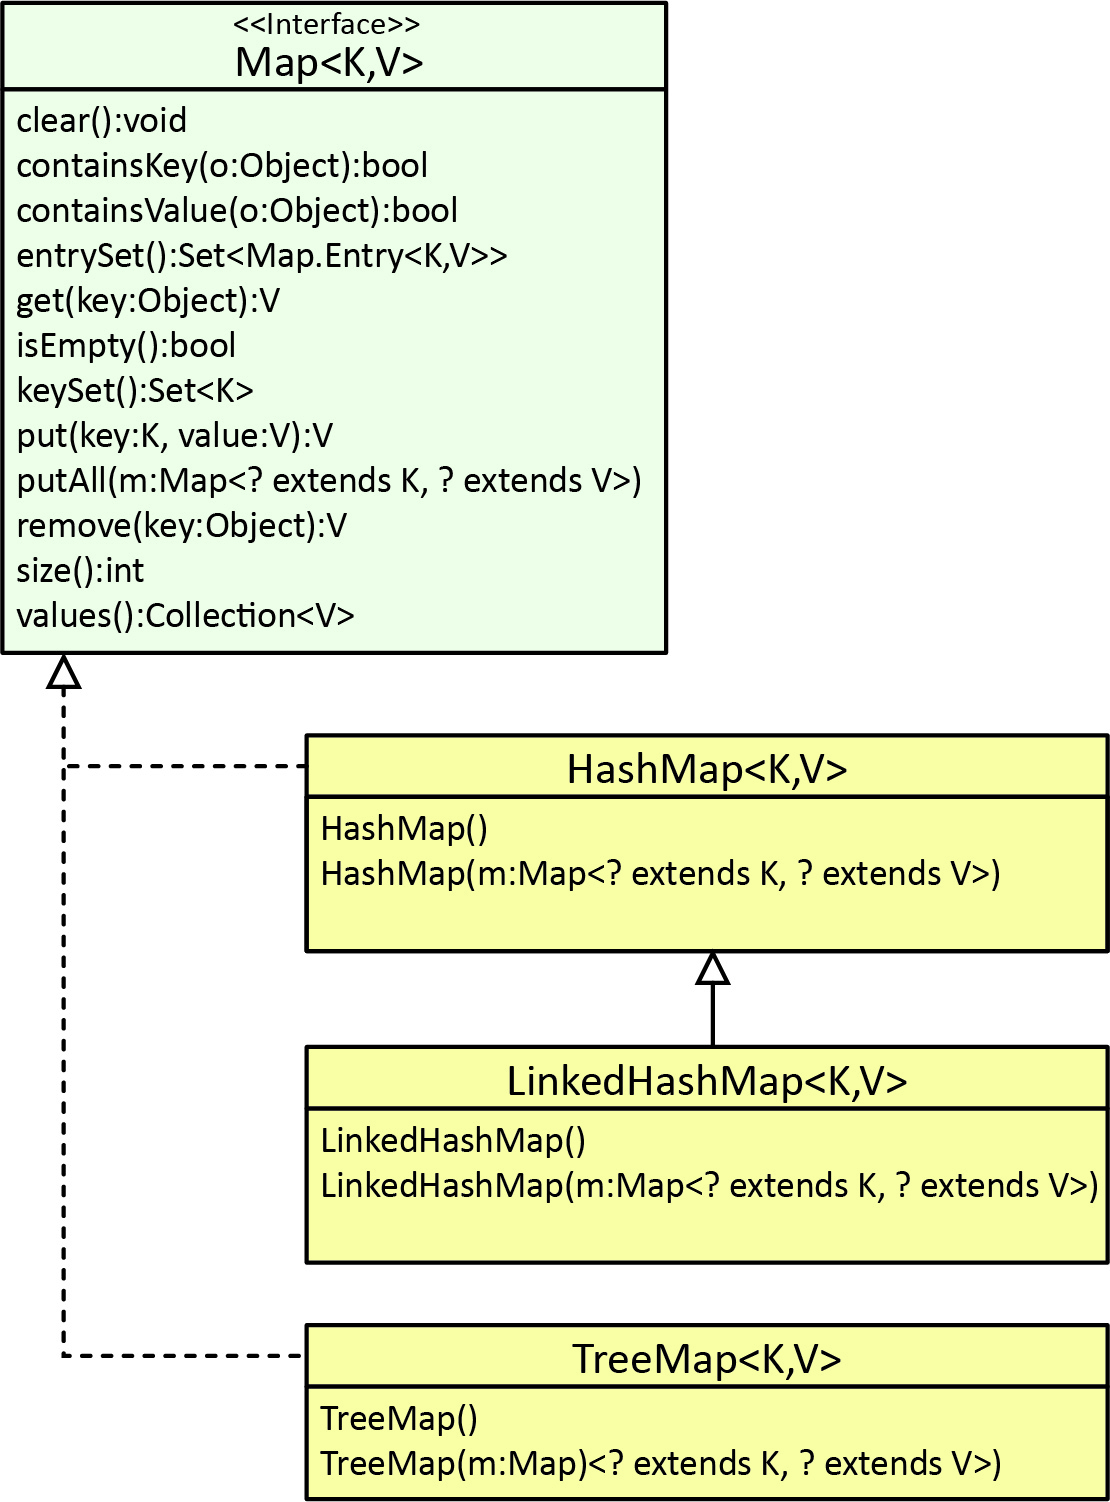 <<Interface>>
Map<K,V>
clear():void
containsKey(o:Object):bool
containsValue(o:Object):bool
entrySet():Set<Map.Entry<K,V>>
get(key:Object):V
isEmpty():bool
keySet():Set<K>
put(key:K, value:V):V
putAll(m:Map<? extends K, ? extends V>)
remove(key:Object):V
size():int
values():Collection<V>
HashMap<K,V>
HashMap()
HashMap(m:Map<? extends K, ? extends V>)
LinkedHashMap<K,V>
LinkedHashMap()
LinkedHashMap(m:Map<? extends K, ? extends V>)
TreeMap<K,V>
TreeMap()
TreeMap(m:Map)<? extends K, ? extends V>)